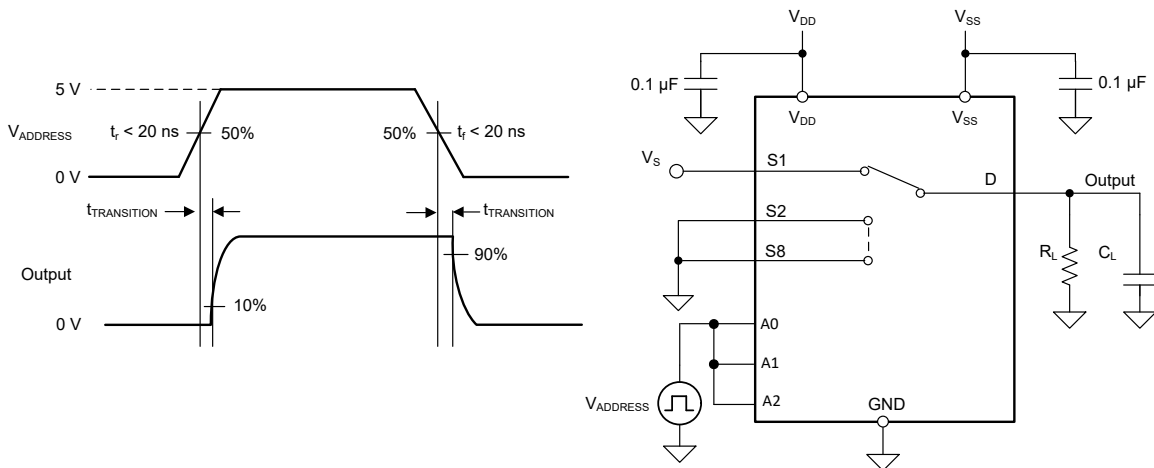 5 V
V_ADDRESS
t_r < 20 ns
50%
50%
t_f < 20 ns
0 V
t_TRANSITION
t_TRANSITION
Output
90%
10%
0 V
V_DD
V_SS
0.1 µF
0.1 µF
V_DD
V_SS
V_S
S1
D
Output
S2
S8
R_L
C_L
A0
A1
A2
V_ADDRESS
GND